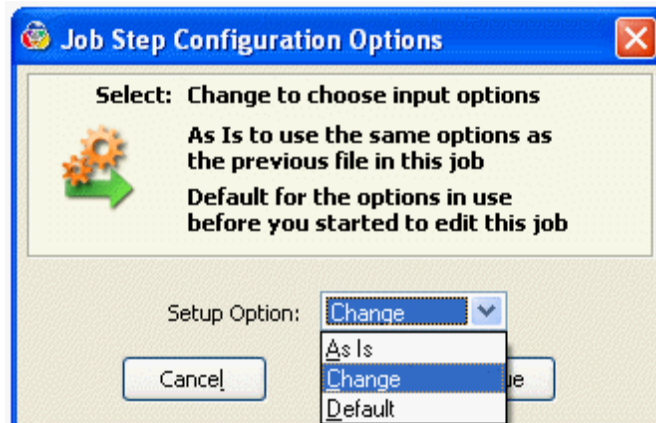 Job Step Configuration Options
Select: Change to choose input options
As Is to use the same options as
the previous file in this job
Default for the options in use
before you started to edit this job
Setup Option: Change
As Is
Cancel Change ue
Default